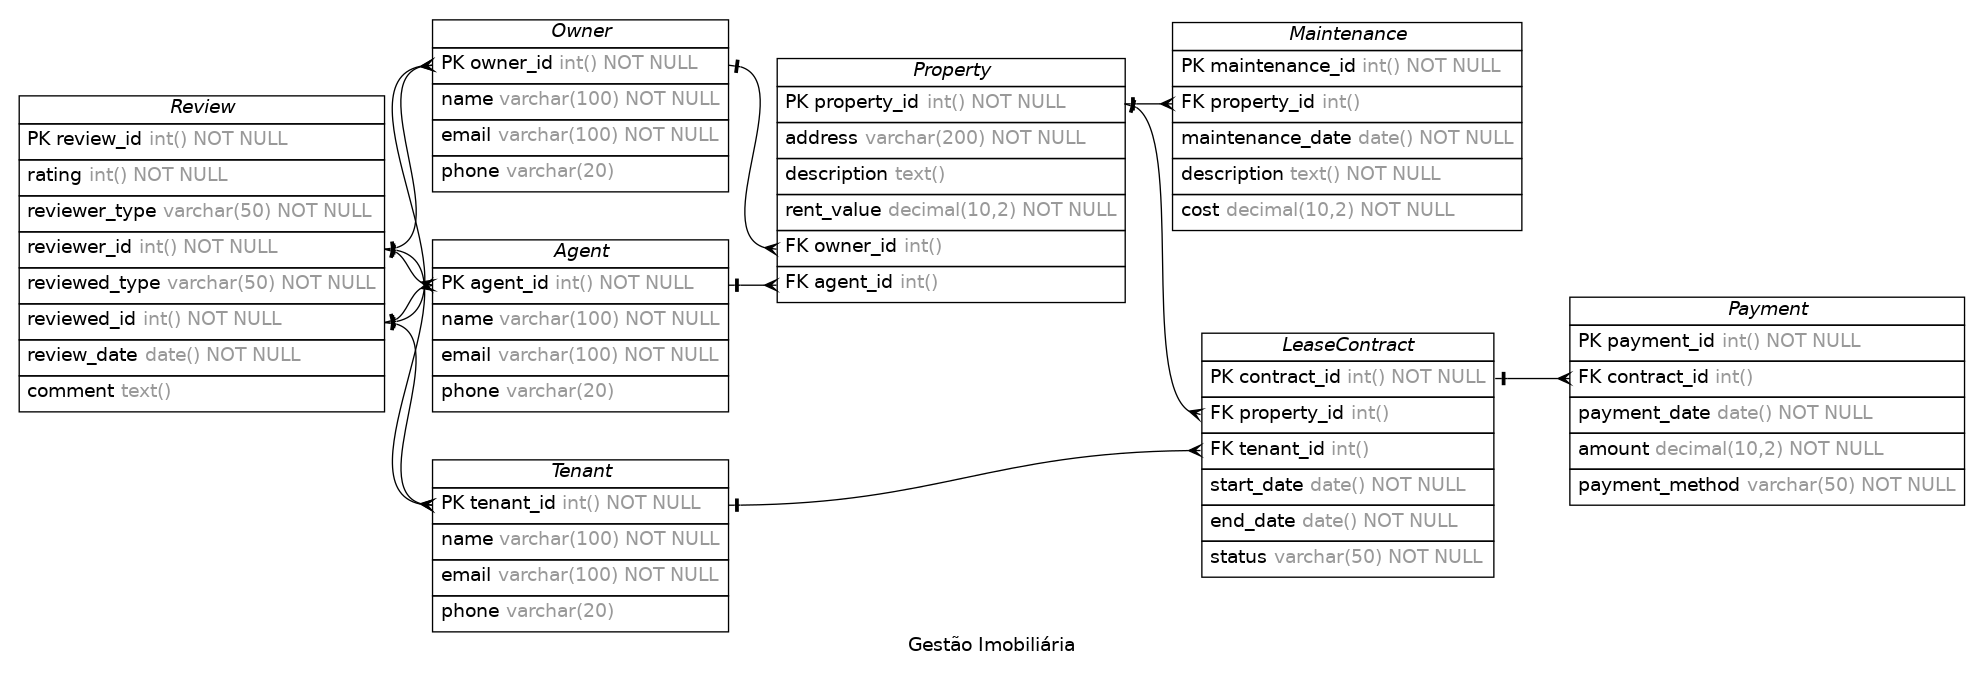 Review
PK review_id int() NOT NULL
rating int() NOT NULL
reviewer_type varchar(50) NOT NULL
reviewer_id int() NOT NULL
reviewed_type varchar(50) NOT NULL
reviewed_id int() NOT NULL
review_date date() NOT NULL
comment text()
Owner
PK owner_id int() NOT NULL
name varchar(100) NOT NULL
email varchar(100) NOT NULL
phone varchar(20)
Agent
PK agent_id int() NOT NULL
name varchar(100) NOT NULL
email varchar(100) NOT NULL
phone varchar(20)
Tenant
PK tenant_id int() NOT NULL
name varchar(100) NOT NULL
email varchar(100) NOT NULL
phone varchar(20)
Property
PK property_id int() NOT NULL
address varchar(200) NOT NULL
description text()
rent_value decimal(10,2) NOT NULL
FK owner_id int()
FK agent_id int()
Maintenance
PK maintenance_id int() NOT NULL
FK property_id int()
maintenance_date date() NOT NULL
description text() NOT NULL
cost decimal(10,2) NOT NULL
LeaseContract
PK contract_id int() NOT NULL
FK property_id int()
FK tenant_id int()
start_date date() NOT NULL
end_date date() NOT NULL
status varchar(50) NOT NULL
Payment
PK payment_id int() NOT NULL
FK contract_id int()
payment_date date() NOT NULL
amount decimal(10,2) NOT NULL
payment_method varchar(50) NOT NULL
Gestão Imobiliária